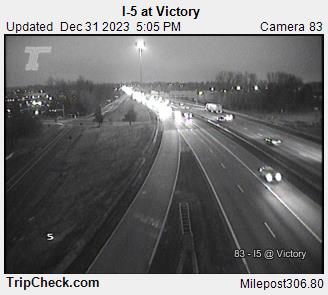 I-5 at Victory
Updated Dec 31 2023 5:05 PM Camera 83
T
S
83 - I5 @ Victory
TripCheck.com Milepost306.80